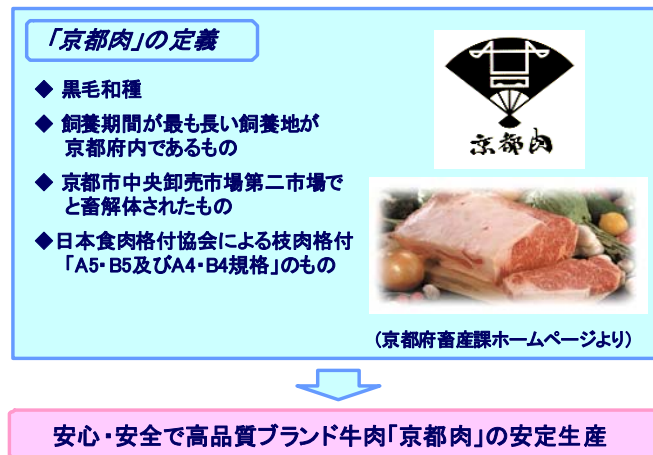 「京都肉」の定義
◆ 黒毛和種
◆ 飼養期間が最も長い飼養地が
京都府内であるもの
◆ 京都市中央卸売市場第二市場で
と畜解体されたもの
◆日本食肉格付協会による枝肉格付
「A5・B5及びA4・B4規格」のもの
京都肉
(京都府畜産課ホームページより)
安心・安全で高品質ブランド牛肉「京都肉」の安定生産